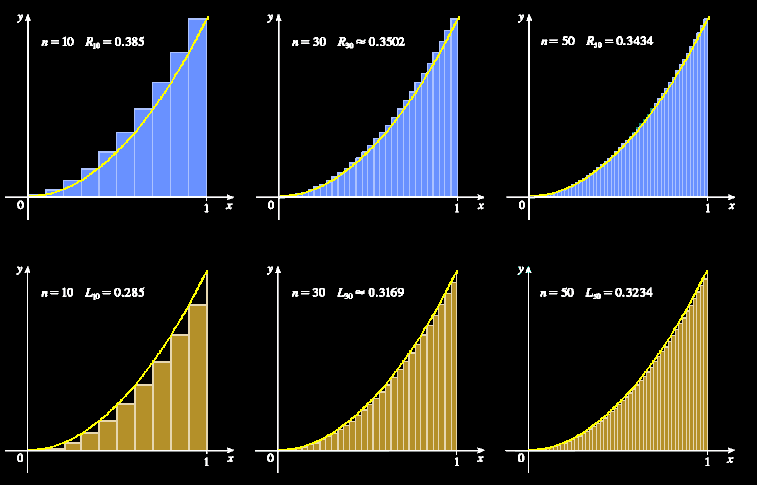 y
n = 10 R₁₀ = 0.385
0 1 x
y
n = 30 R₃₀ ≈ 0.3502
0 1 x
y
n = 50 R₅₀ = 0.3434
0 1 x
y
n = 10 L₁₀ = 0.285
0 1 x
y
n = 30 L₃₀ ≈ 0.3169
0 1 x
y
n = 50 L₅₀ = 0.3234
0 1 x